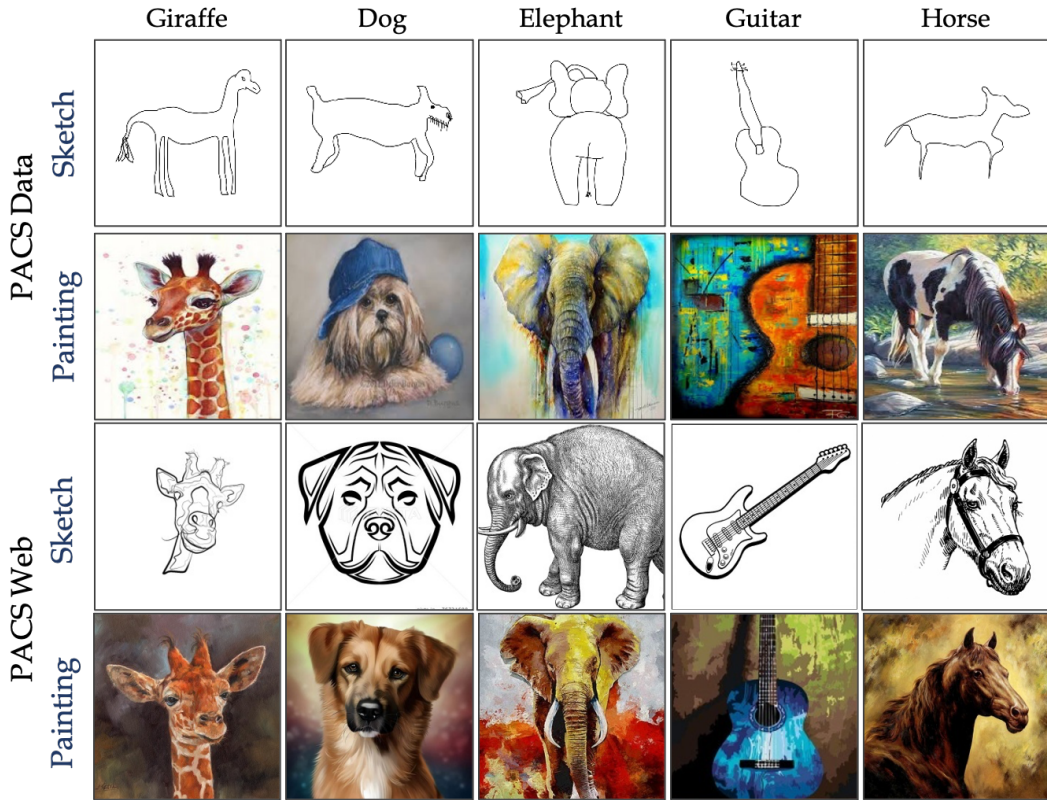 Giraffe Dog Elephant Guitar Horse
PACS Data
Sketch
Painting
PACS Web
Sketch
Painting